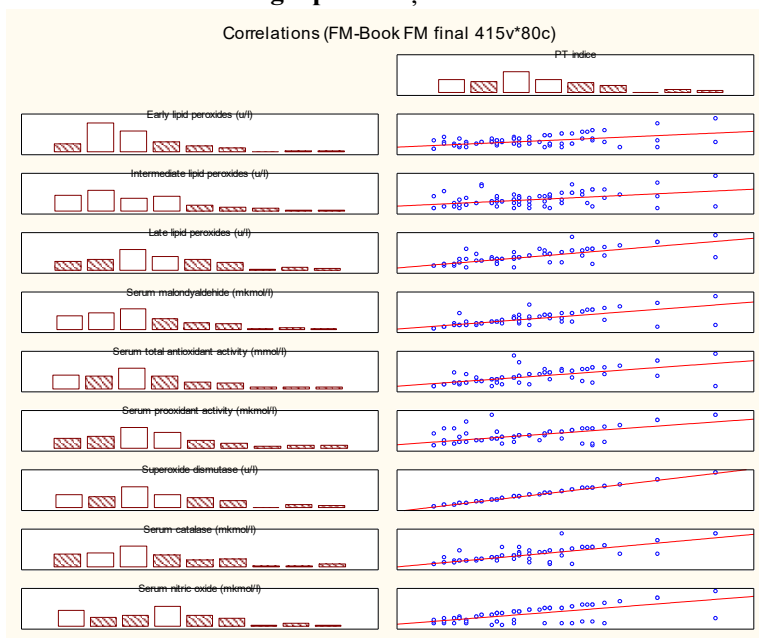 Correlations (FM-Book FM final 415v*80c)
PT indice
Early lipid peroxides (u/l)
Intermediate lipid peroxides (u/l)
Late lipid peroxides (u/l)
Serum malondyaldehide (mkmol/l)
Serum total antioxidant activity (mmol/l)
Serum prooxidant activity (mkmol/l)
Superoxide dismutase (u/l)
Serum catalase (mkmol/l)
Serum nitric oxide (mkmol/l)